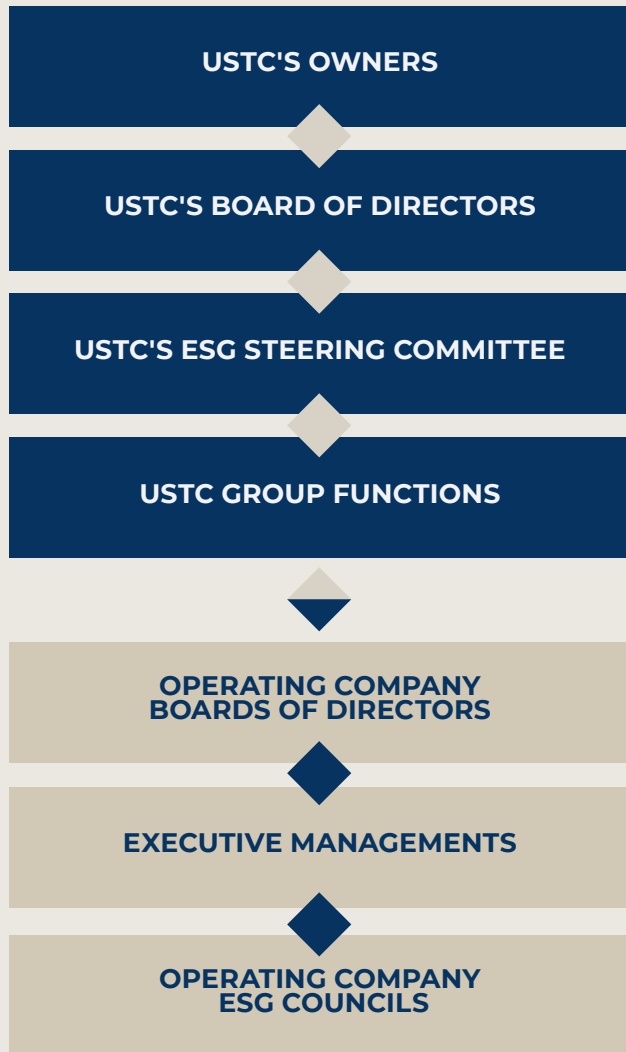 USTC'S OWNERS
USTC'S BOARD OF DIRECTORS
USTC'S ESG STEERING COMMITTEE
USTC GROUP FUNCTIONS
OPERATING COMPANY
BOARDS OF DIRECTORS
EXECUTIVE MANAGEMENTS
OPERATING COMPANY
ESG COUNCILS